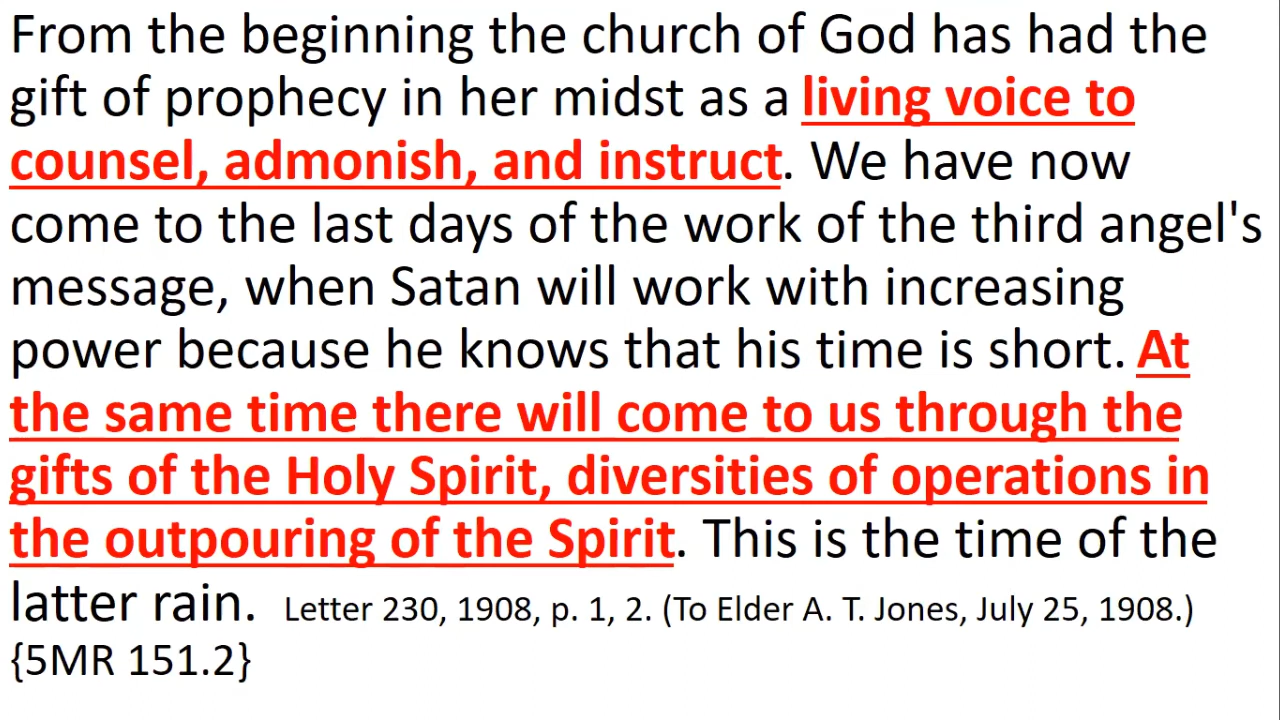 From the beginning the church of God has had the
gift of prophecy in her midst as a living voice to
counsel, admonish, and instruct. We have now
come to the last days of the work of the third angel's
message, when Satan will work with increasing
power because he knows that his time is short. At
the same time there will come to us through the
gifts of the Holy Spirit, diversities of operations in
the outpouring of the Spirit. This is the time of the
latter rain. Letter 230, 1908, p. 1, 2. (To Elder A. T. Jones, July 25, 1908.)
{5MR 151.2}